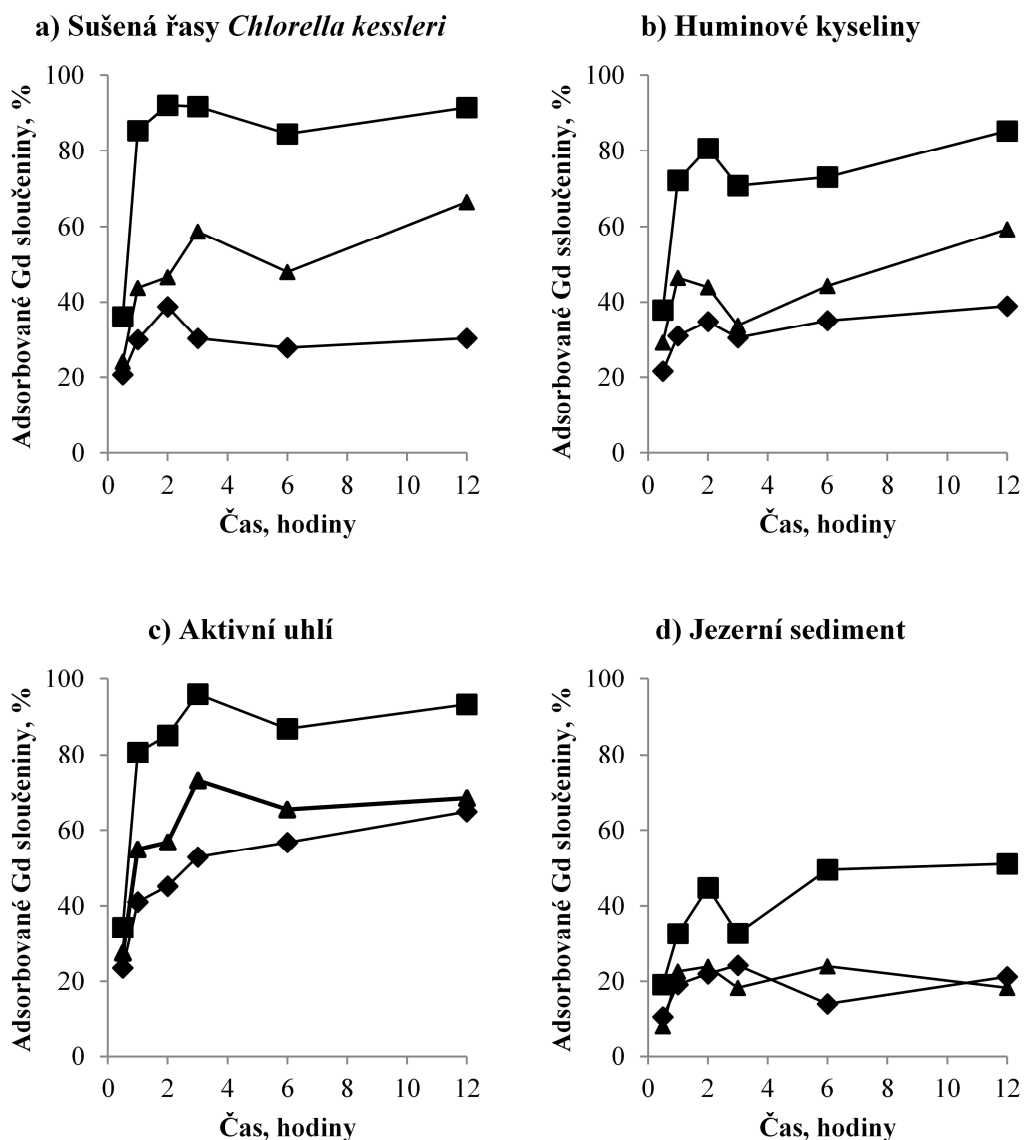 a) Sušená řasy Chlorella kessleri
Adsorbované Gd sloučeniny, %
100
80
60
40
20
0
0 2 4 6 8 10 12
Čas, hodiny
b) Huminové kyseliny
Adsorbované Gd ssloučeniny, %
100
80
60
40
20
0
0 2 4 6 8 10 12
Čas, hodiny
c) Aktivní uhlí
Adsorbované Gd sloučeniny, %
100
80
60
40
20
0
0 2 4 6 8 10 12
Čas, hodiny
d) Jezerní sediment
Adsorbované Gd sloučeniny, %
100
80
60
40
20
0
0 2 4 6 8 10 12
Čas, hodiny